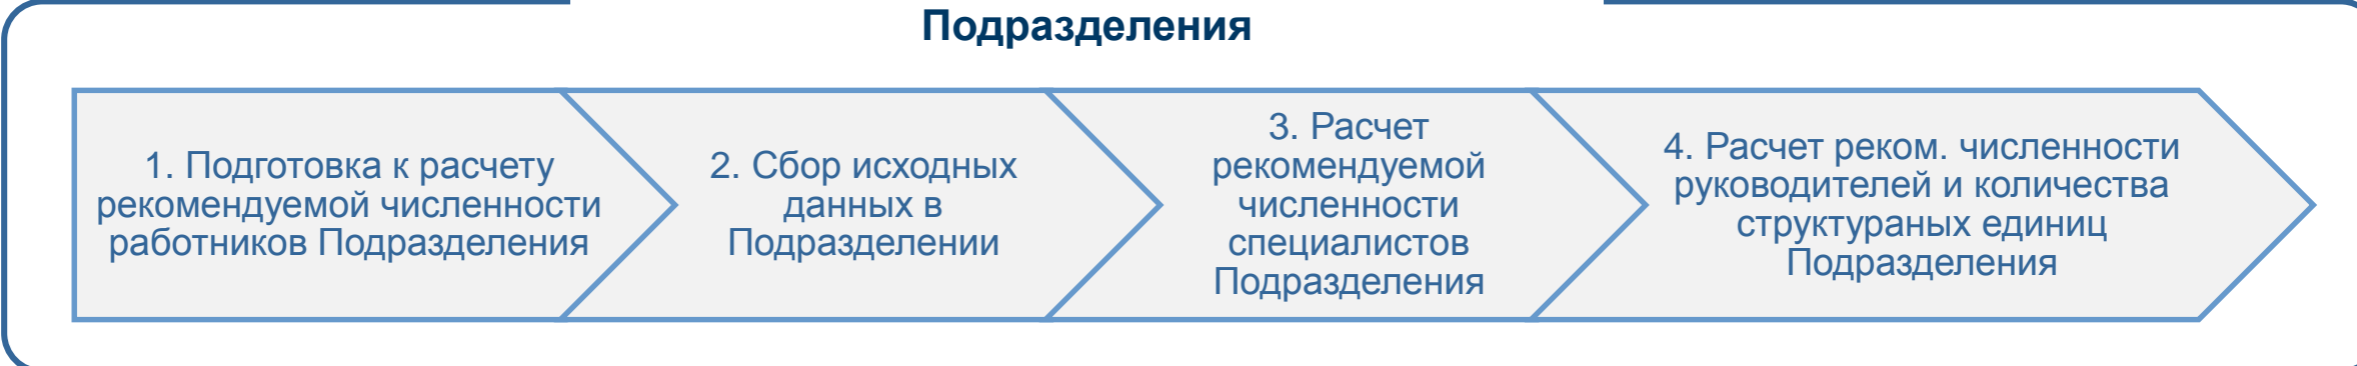 Подразделения
1. Подготовка к расчету
рекомендуемой численности
работников Подразделения
2. Сбор исходных
данных в
Подразделении
3. Расчет
рекомендуемой
численности
специалистов
Подразделения
4. Расчет реком. численности
руководителей и количества
структураных единиц
Подразделения